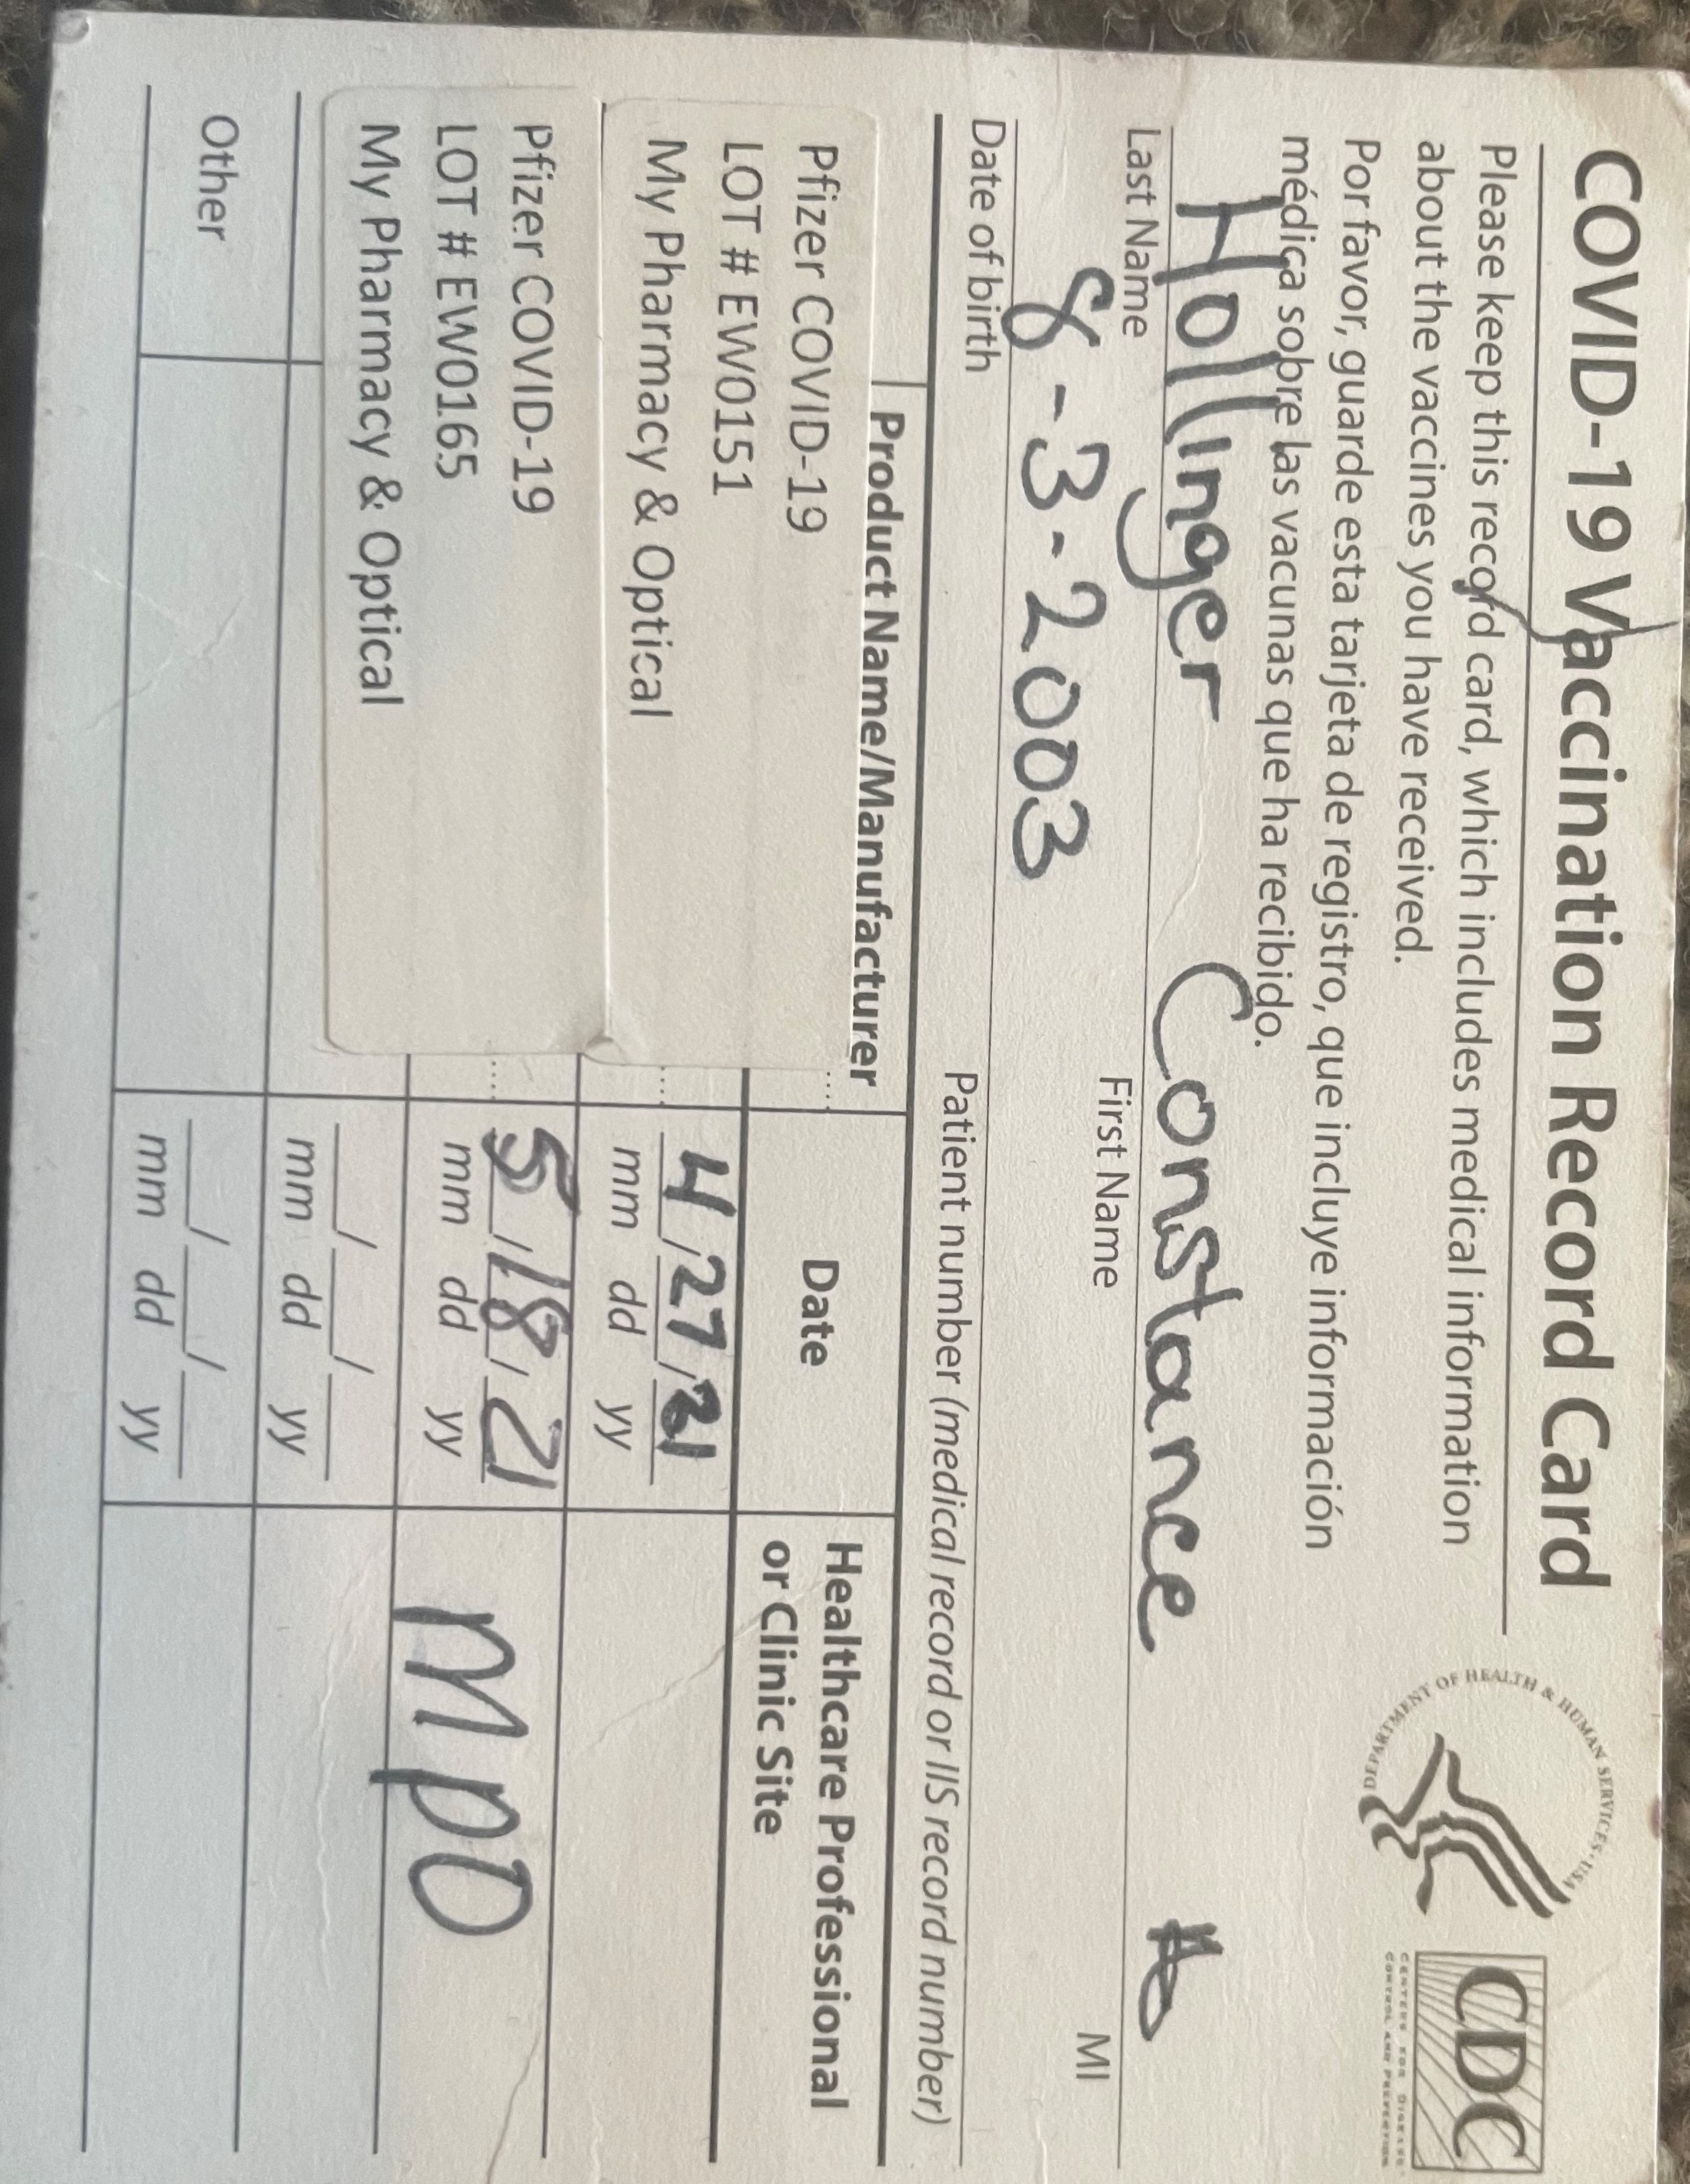 COVID-19 Vaccination Record Card
Please keep this record card, which includes medical information
about the vaccines you have received.
Por favor, guarde esta tarjeta de registro, que incluye información
médica sobre las vacunas que ha recibido.
DEPARTMENT OF HEALTH & HUMAN SERVICES · USA
CDC
CENTERS FOR DISEASE
CONTROL AND PREVENTION
Hollinger Constance
Last Name First Name MI
8-3-2003
Date of birth Patient number (medical record or IIS record number)
Product Name/Manufacturer Date Healthcare Professional
or Clinic Site
Pfizer COVID-19
LOT # EW0151 4/27/21
My Pharmacy & Optical mm dd yy
Pfizer COVID-19
LOT # EW0165 5/18/21 MPO
My Pharmacy & Optical mm dd yy
__/__/__
mm dd yy
Other __/__/__
mm dd yy